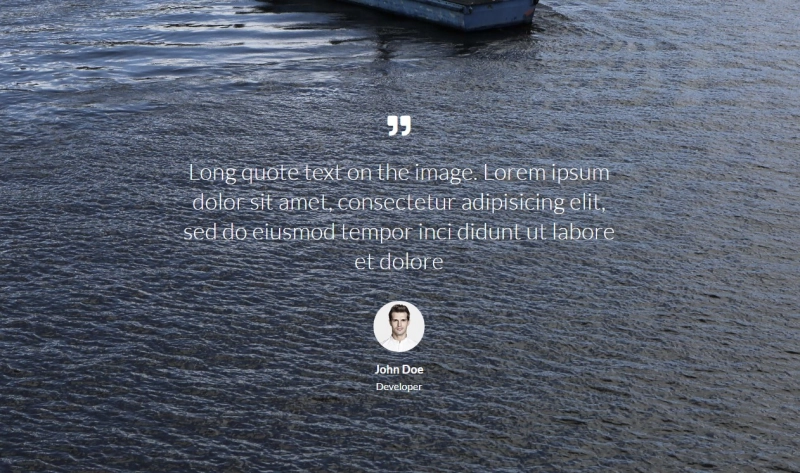 Long quote text on the image. Lorem ipsum
dolor sit amet, consectetur adipisicing elit,
sed do eiusmod tempor inci didunt ut labore
et dolore
John Doe
Developer